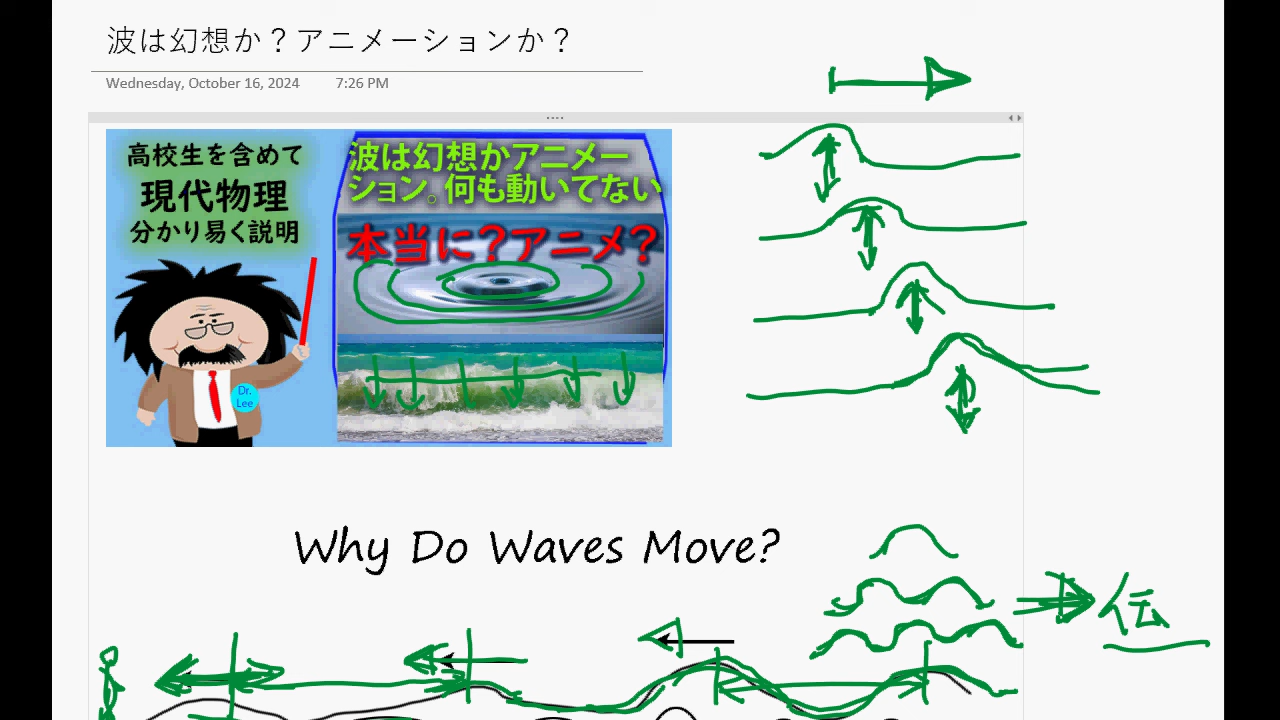 波は幻想か？アニメーションか？
Wednesday, October 16, 2024 7:26 PM
高校生を含めて
現代物理
分かり易く説明
Dr.
Lee
波は幻想かアニメー
ション。何も動いてない
本当に？アニメ？
Why Do Waves Move?
伝